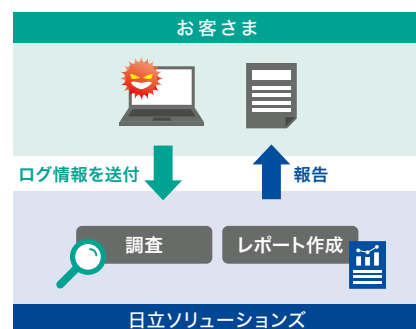 お客さま
ログ情報を送付
報告
調査
レポート作成
日立ソリューションズ